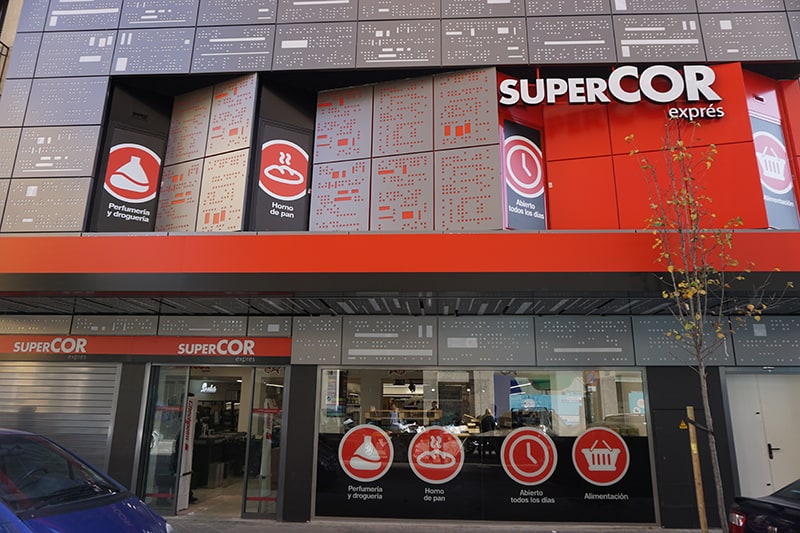 SUPERCOR
exprés
Perfumería
y droguería
Horno
de pan
Abierto
todos los días
Alimentación
SUPERCOR
exprés
SUPERCOR
exprés
Perfumería
y droguería
Horno
de pan
Abierto
todos los días
Alimentación